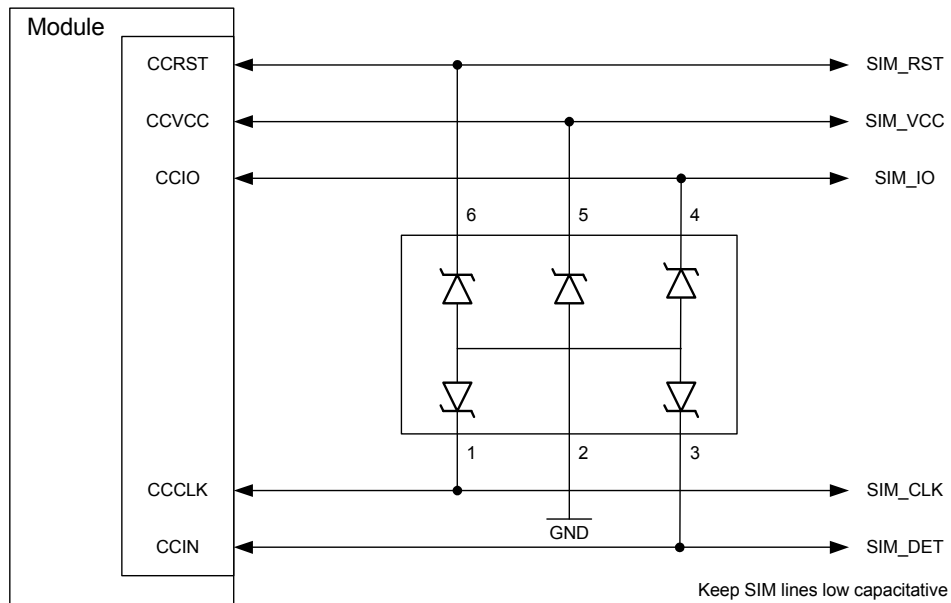 Module
CCRST SIM_RST
CCVCC SIM_VCC
CCIO SIM_IO
6 5 4
1 2 3
CCCLK SIM_CLK
GND
CCIN SIM_DET
Keep SIM lines low capacitative